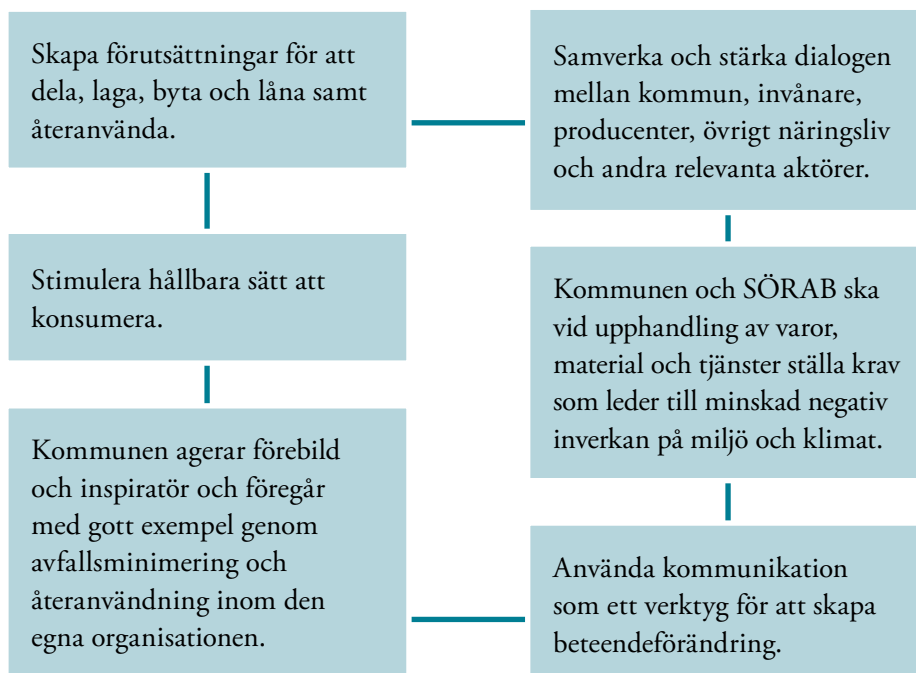 Skapa förutsättningar för att
dela, laga, byta och låna samt
återanvända.
Samverka och stärka dialogen
mellan kommun, invånare,
producenter, övrigt näringsliv
och andra relevanta aktörer.
Stimulera hållbara sätt att
konsumera.
Kommunen och SÖRAB ska
vid upphandling av varor,
material och tjänster ställa krav
som leder till minskad negativ
inverkan på miljö och klimat.
Kommunen agerar förebild
och inspiratör och föregår
med gott exempel genom
avfallsminimering och
återanvändning inom den
egna organisationen.
Använda kommunikation
som ett verktyg för att skapa
beteendeförändring.